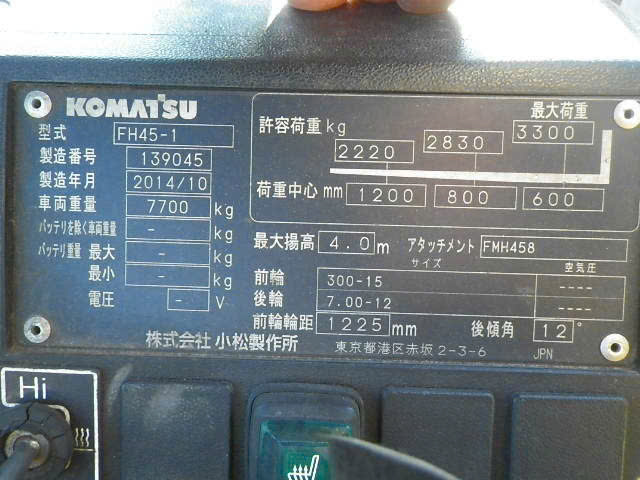 KOMATSU
型式 FH45-1
製造番号 139045
製造年月 2014/10
車両重量 7700 kg
バッテリを除く車両重量 - kg
バッテリ重量 最大 - kg
最小 - kg
電圧 - V
最大荷重
許容荷重 kg 2220 2830 3300
荷重中心 mm 1200 800 600
最大揚高 4.0 m アタッチメント FMH458
サイズ 空気圧
前輪 300-15 ----
後輪 7.00-12 ----
前輪輪距 1225 mm 後傾角 12°
株式会社 小松製作所 東京都港区赤坂2-3-6 JPN
Hi